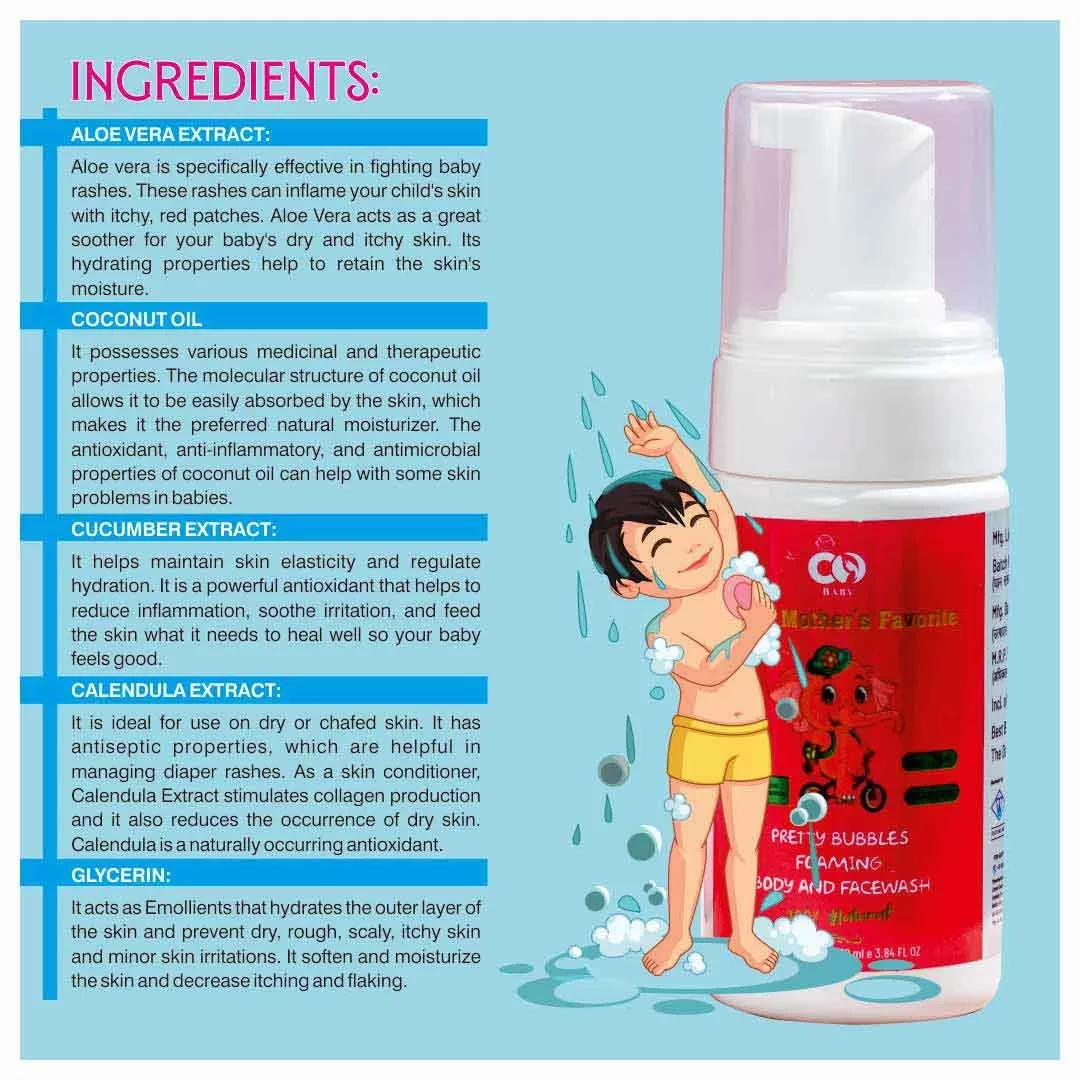 INGREDIENTS:
ALOE VERA EXTRACT:
Aloe vera is specifically effective in fighting baby
rashes. These rashes can inflame your child's skin
with itchy, red patches. Aloe Vera acts as a great
soother for your baby's dry and itchy skin. Its
hydrating properties help to retain the skin's
moisture.
COCONUT OIL
It possesses various medicinal and therapeutic
properties. The molecular structure of coconut oil
allows it to be easily absorbed by the skin, which
makes it the preferred natural moisturizer. The
antioxidant, anti-inflammatory, and antimicrobial
properties of coconut oil can help with some skin
problems in babies.
CUCUMBER EXTRACT:
It helps maintain skin elasticity and regulate
hydration. It is a powerful antioxidant that helps to
reduce inflammation, soothe irritation, and feed
the skin what it needs to heal well so your baby
feels good.
CALENDULA EXTRACT:
It is ideal for use on dry or chafed skin. It has
antiseptic properties, which are helpful in
managing diaper rashes. As a skin conditioner,
Calendula Extract stimulates collagen production
and it also reduces the occurrence of dry skin.
Calendula is a naturally occurring antioxidant.
GLYCERIN:
It acts as Emollients that hydrates the outer layer of
the skin and prevent dry, rough, scaly, itchy skin
and minor skin irritations. It soften and moisturize
the skin and decrease itching and flaking.
BABY
Mother's Favorite
PRETTY BUBBLES
FOAMING
BODY AND FACEWASH
Natural
ml e 3.84 FL OZ
Mfg.
Batch
Mfg.
M.R.P.
Incl.
Best